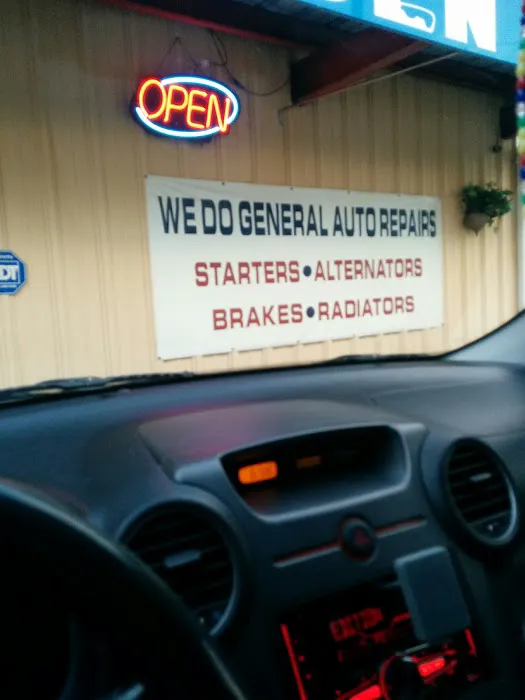 OPEN
WE DO GENERAL AUTO REPAIRS
STARTERS•ALTERNATORS
BRAKES•RADIATORS